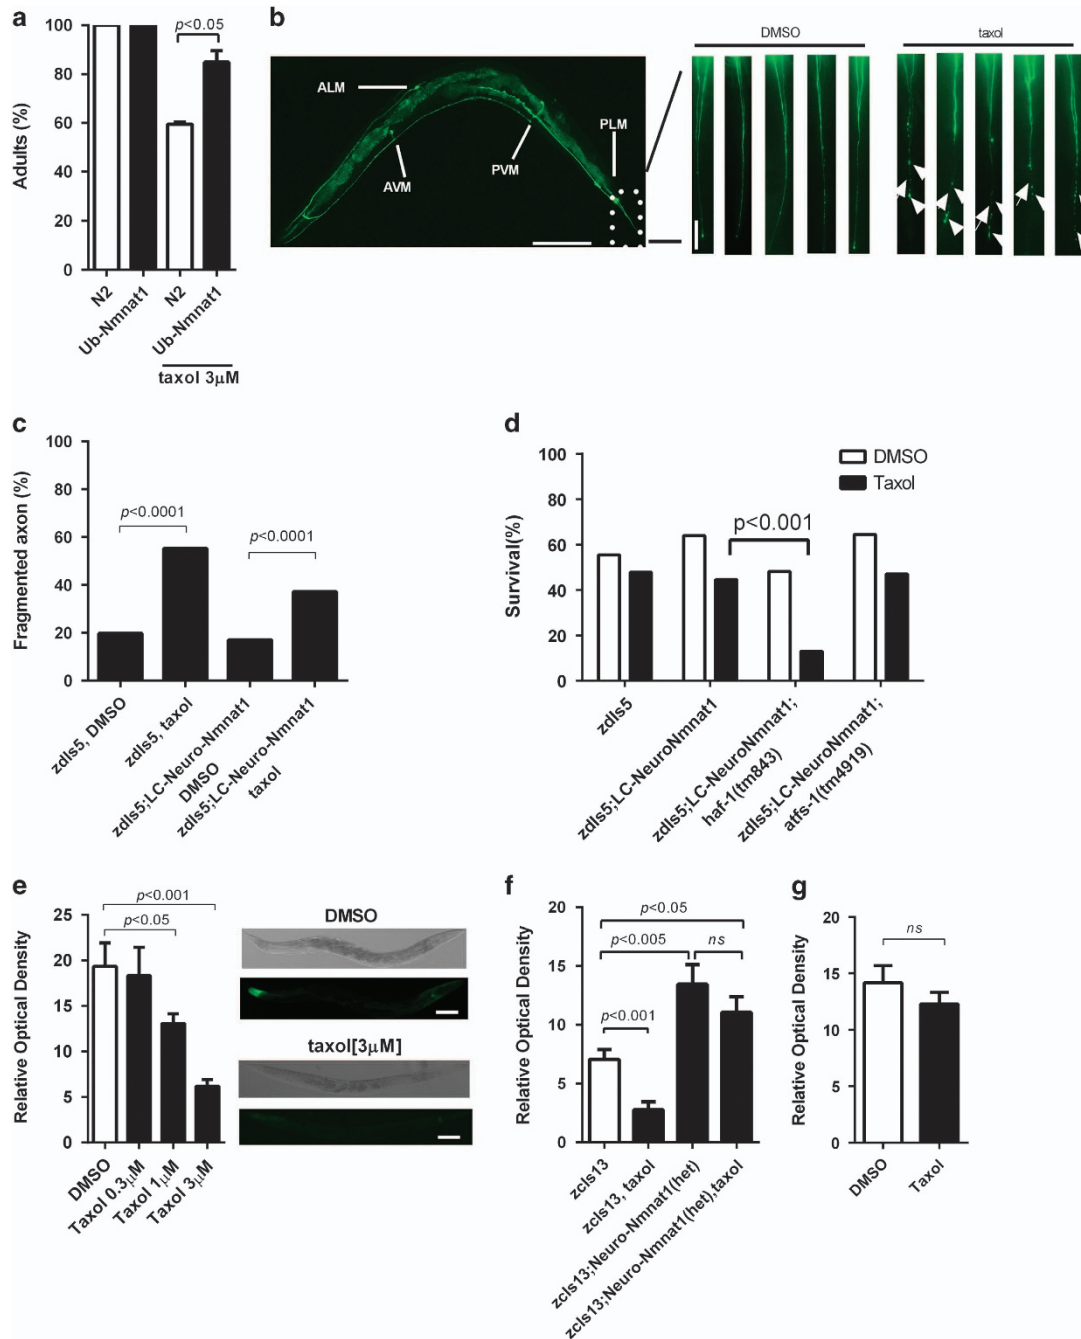 a
Adults (%)
100
80
60
40
20
0
p<0.05
N2
Ub-Nmnat1
N2
Ub-Nmnat1
taxol 3μM
b
DMSO
taxol
ALM
AVM
PVM
PLM
c
Fragmented axon (%)
100
80
60
40
20
0
p<0.0001
p<0.0001
zdIs5, DMSO
zdIs5, taxol
zdIs5;LC-Neuro-Nmnat1
DMSO
zdIs5;LC-Neuro-Nmnat1
taxol
d
Survival(%)
100
80
60
40
20
0
DMSO
Taxol
p<0.001
zdIs5
zdIs5;LC-NeuroNmnat1
zdIs5;LC-NeuroNmnat1;
haf-1(tm843)
zdIs5;LC-NeuroNmnat1;
atfs-1(tm4919)
e
Relative Optical Density
25
20
15
10
5
0
p<0.001
p<0.05
DMSO
Taxol 0.3μM
Taxol 1μM
Taxol 3μM
DMSO
taxol[3μM]
f
Relative Optical Density
20
15
10
5
0
p<0.05
p<0.005
ns
p<0.001
zcIs13
zcIs13, taxol
zcIs13;Neuro-Nmnat1(het)
zcIs13;Neuro-Nmnat1(het),taxol
g
Relative Optical Density
20
15
10
5
0
ns
DMSO
Taxol